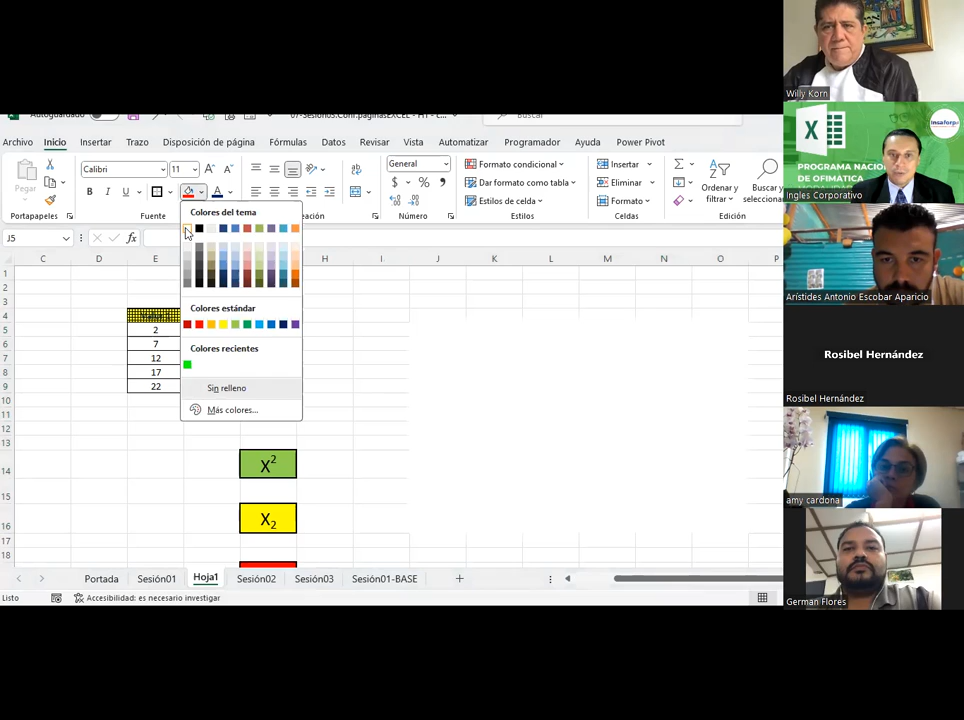 Autoguardado
Buscar
Archivo Inicio Insertar Trazo Disposición de página Fórmulas Datos Revisar Vista Automatizar Programador Ayuda Power Pivot
Pegar
Calibri 11
General
Formato condicional
Dar formato como tabla
Estilos de celda
Insertar
Eliminar
Formato
Ordenar y filtrar
Buscar y
Portapapeles Fuente Número Estilos Celdas Edición
J5
fx
Colores del tema
Colores estándar
Colores recientes
Sin relleno
Más colores...
C D E H I J K L M N O P
1
2
3
4
5 2
6 7
7 12
8 17
9 22
10
11
12
13
14 X²
15
16 X₂
17
18
Portada Sesión01 Hoja1 Sesión02 Sesión03 Sesión01-BASE
Listo
Accesibilidad: es necesario investigar
Willy Korn
insaforp
PROGRAMA NACIO
DE OFIMATICA
Ingles Corporativo
Arístides Antonio Escobar Aparicio
Rosibel Hernández
Rosibel Hernández
amy cardona
German Flores